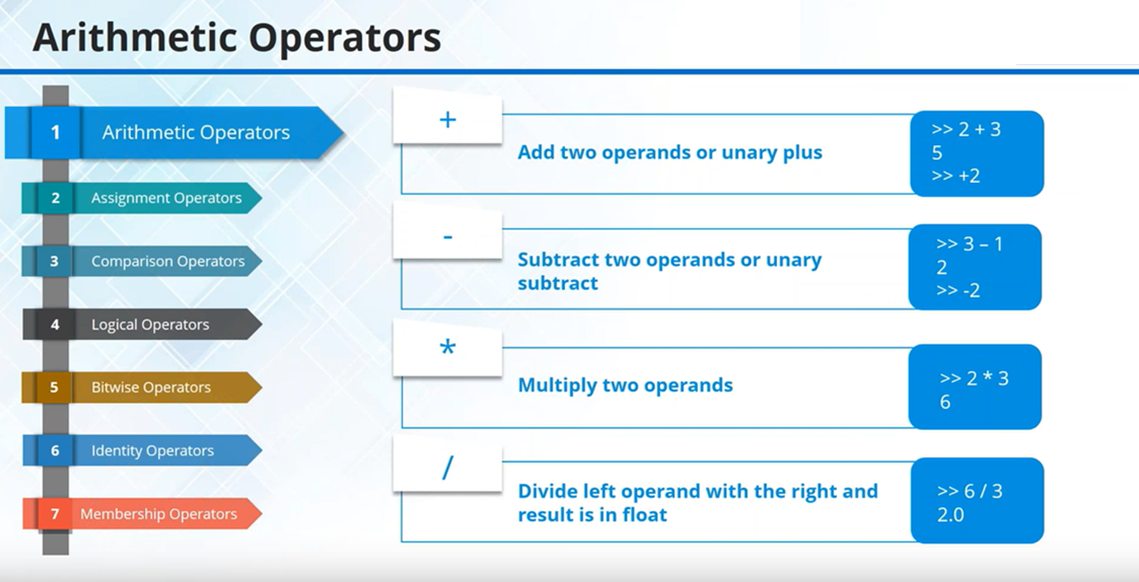 Arithmetic Operators
1 Arithmetic Operators
2 Assignment Operators
3 Comparison Operators
4 Logical Operators
5 Bitwise Operators
6 Identity Operators
7 Membership Operators
+
Add two operands or unary plus
>> 2 + 3
5
>> +2
-
Subtract two operands or unary
subtract
>> 3 – 1
2
>> -2
*
Multiply two operands
>> 2 * 3
6
/
Divide left operand with the right and
result is in float
>> 6 / 3
2.0